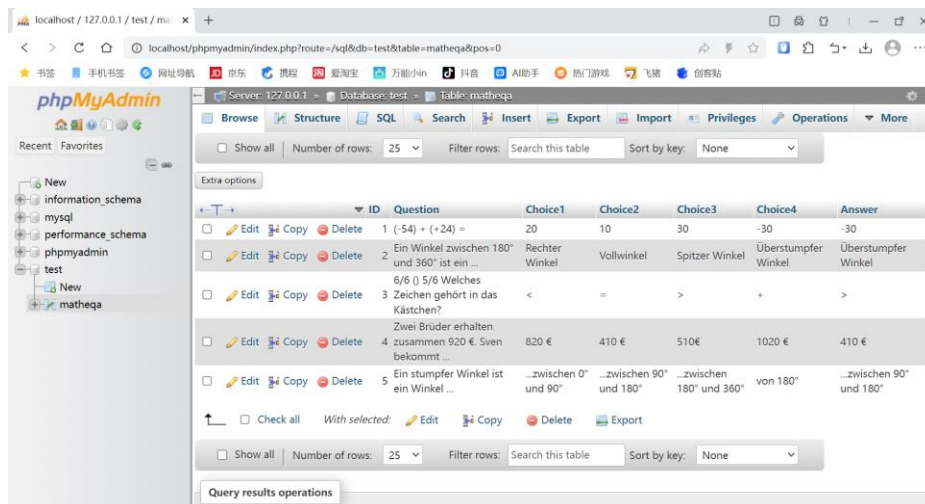 localhost / 127.0.0.1 / test / ma
localhost/phpmyadmin/index.php?route=/sql&db=test&table=matheqa&pos=0
书签 手机书签 网址导航 京东 携程 爱淘宝 万能小in 抖音 AI助手 热门游戏 飞猪 创客贴
phpMyAdmin
Recent Favorites
New
information_schema
mysql
performance_schema
phpmyadmin
test
New
matheqa
Server: 127.0.0.1 » Database: test » Table: matheqa
Browse Structure SQL Search Insert Export Import Privileges Operations More
Show all Number of rows: 25 Filter rows: Search this table Sort by key: None
Extra options
ID Question Choice1 Choice2 Choice3 Choice4 Answer
Edit Copy Delete 1 (-54) + (+24) = 20 10 30 -30 -30
Edit Copy Delete 2 Ein Winkel zwischen 180° und 360° ist ein ... Rechter Winkel Vollwinkel Spitzer Winkel Überstumpfer Winkel Überstumpfer Winkel
Edit Copy Delete 3 6/6 () 5/6 Welches Zeichen gehört in das Kästchen? < = > + >
Edit Copy Delete 4 Zwei Brüder erhalten zusammen 920 €. Sven bekommt ... 820 € 410 € 510€ 1020 € 410 €
Edit Copy Delete 5 Ein stumpfer Winkel ist ein Winkel ... ...zwischen 0° und 90° ...zwischen 90° und 180° ...zwischen 180° und 360° von 180° ...zwischen 90° und 180°
Check all With selected: Edit Copy Delete Export
Show all Number of rows: 25 Filter rows: Search this table Sort by key: None
Query results operations